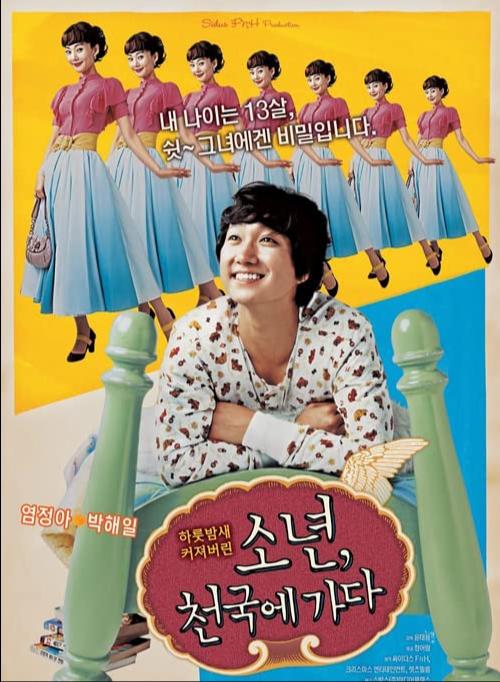 Sidus FNH Production
내 나이는 13살,
쉿~ 그녀에겐 비밀입니다.
염정아 박해일
하룻밤새
커져버린
소년,
천국에 가다